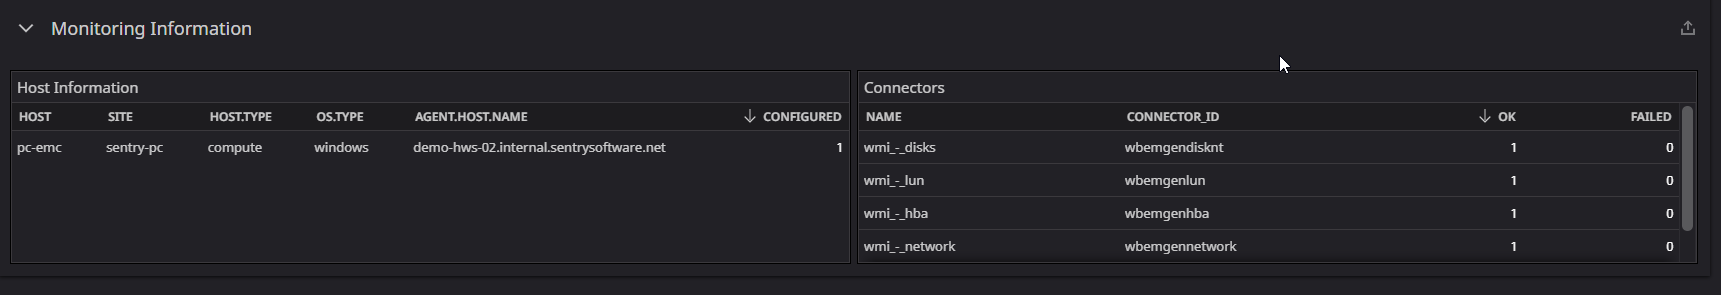 Monitoring Information
Host Information
HOST SITE HOST.TYPE OS.TYPE AGENT.HOST.NAME CONFIGURED
pc-emc sentry-pc compute windows demo-hws-02.internal.sentrysoftware.net 1
Connectors
NAME CONNECTOR_ID OK FAILED
wmi_-_disks wbemgendisknt 1 0
wmi_-_lun wbemgenlun 1 0
wmi_-_hba wbemgenhba 1 0
wmi_-_network wbemgennetwork 1 0